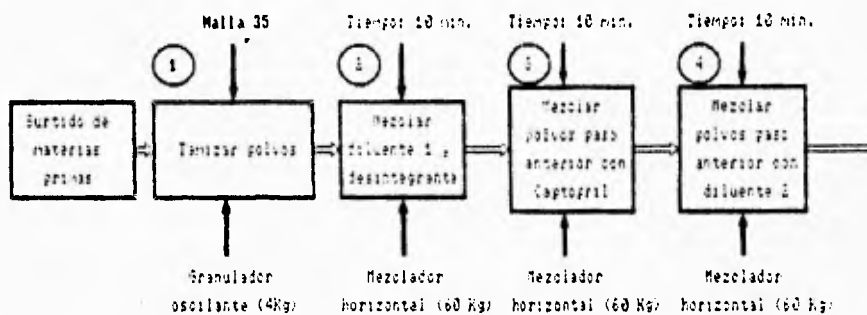 Malla 35
Tiempo: 10 min.
Tiempo: 10 min.
Tiempo: 10 min.
1
2
3
4
Surtido de
materias
primas
Tamizar polvos
Mezclar
diluente 1 y
desintegrante
Mezclar
polvos paso
anterior con
Captopril
Mezclar
polvos paso
anterior con
diluente 2
Granulador
oscilante (4Kg)
Mezclador
horizontal (60 Kg)
Mezclador
horizontal (60 Kg)
Mezclador
horizontal (60 Kg)